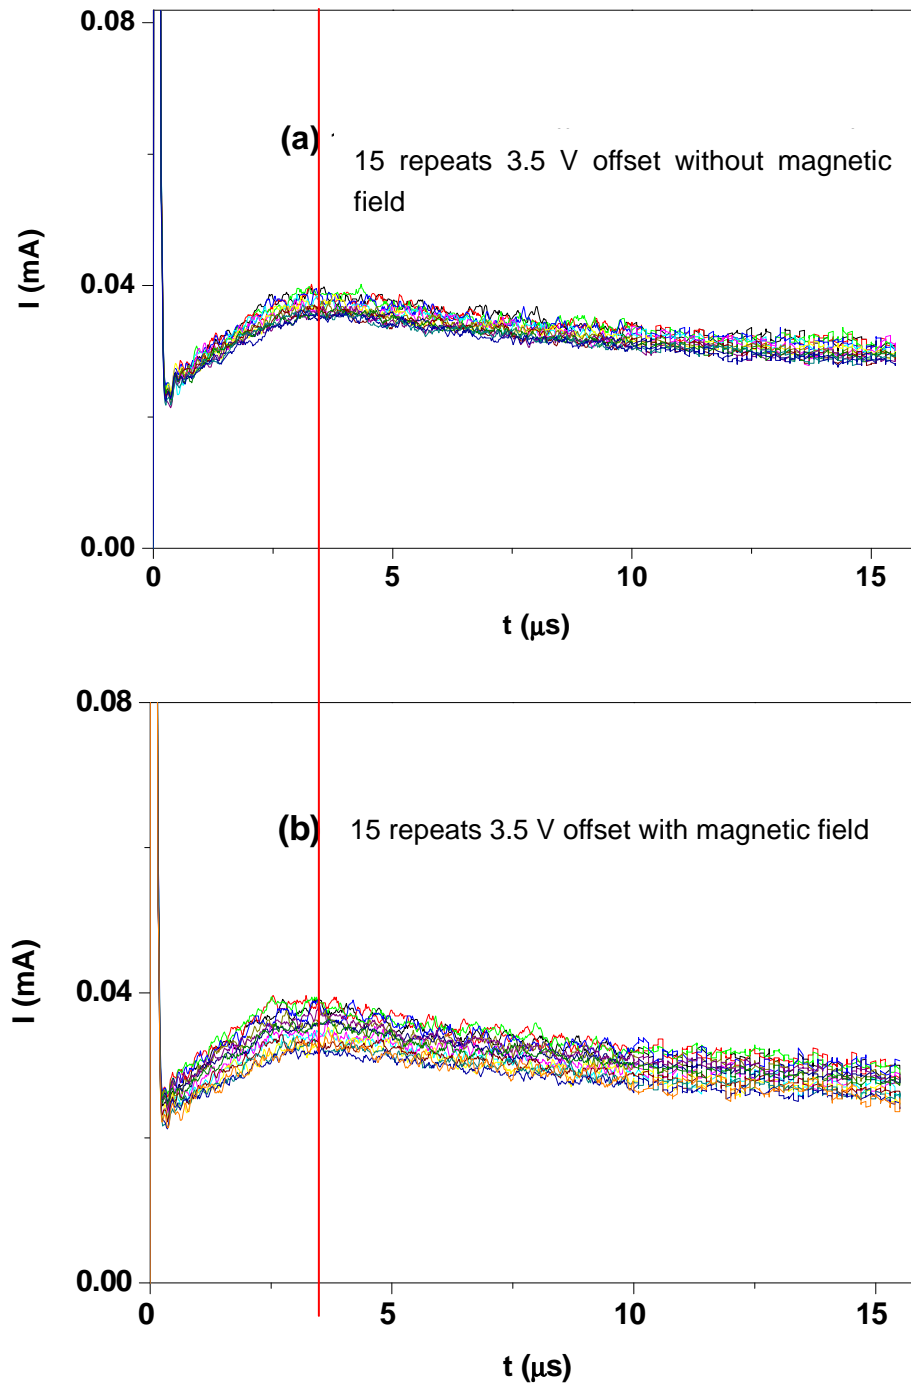 0.08
(a)
15 repeats 3.5 V offset without magnetic
field
I (mA)
0.04
0.00
0 5 10 15
t (μs)
0.08
(b) 15 repeats 3.5 V offset with magnetic field
I (mA)
0.04
0.00
0 5 10 15
t (μs)